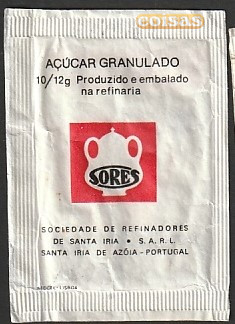 coisas
AÇÚCAR GRANULADO
10/12g Produzido e embalado
na refinaria
SORES
SOCIEDADE DE REFINADORES
DE SANTA IRIA • S.A.R.L.
SANTA IRIA DE AZÓIA - PORTUGAL